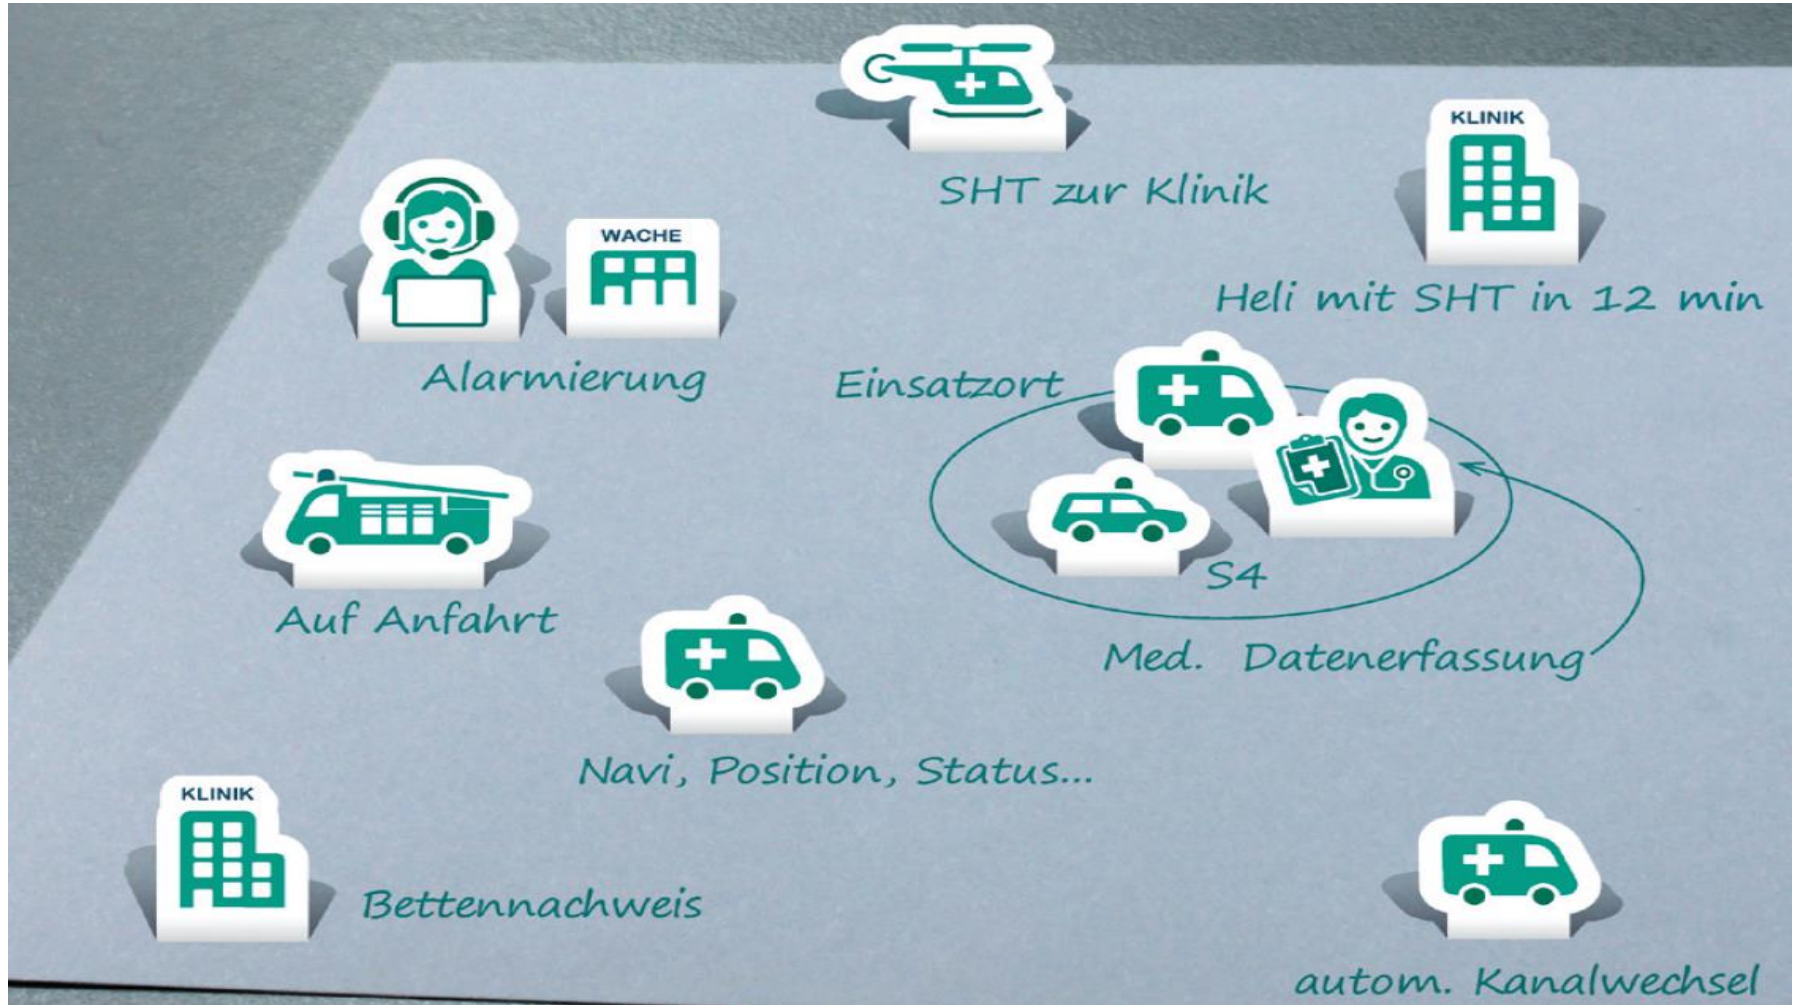 KLINIK
SHT zur Klinik
WACHE
Heli mit SHT in 12 min
Alarmierung
Einsatzort
S4
Auf Anfahrt
Med. Datenerfassung
Navi, Position, Status...
KLINIK
Bettennachweis
autom. Kanalwechsel